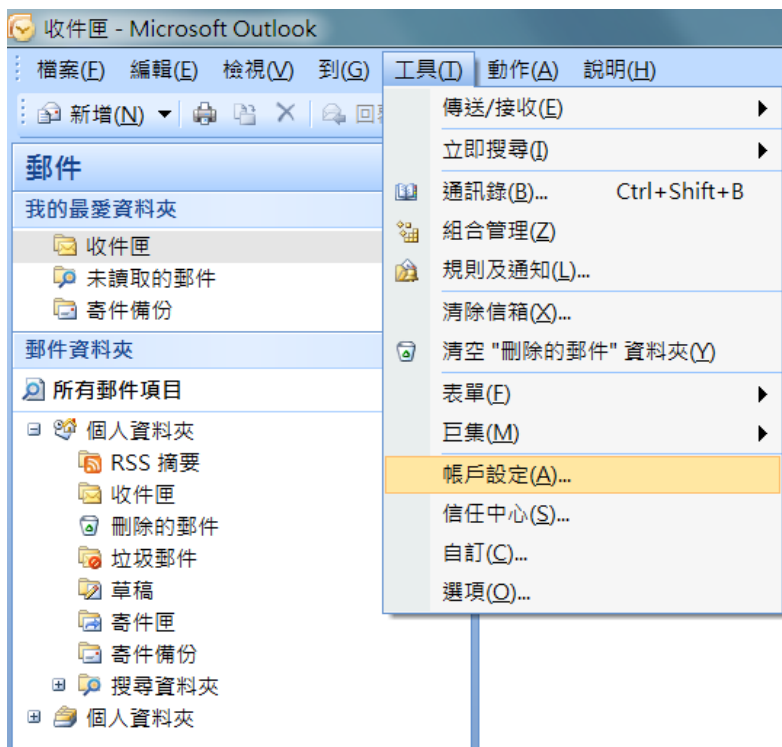 收件匣 - Microsoft Outlook
檔案(F) 編輯(E) 檢視(V) 到(G) 工具(T) 動作(A) 說明(H)
新增(N) 回
郵件
我的最愛資料夾
收件匣
未讀取的郵件
寄件備份
郵件資料夾
所有郵件項目
個人資料夾
RSS 摘要
收件匣
刪除的郵件
垃圾郵件
草稿
寄件匣
寄件備份
搜尋資料夾
個人資料夾
傳送/接收(E)
立即搜尋(I)
通訊錄(B)... Ctrl+Shift+B
組合管理(Z)
規則及通知(L)...
清除信箱(X)...
清空 "刪除的郵件" 資料夾(Y)
表單(F)
巨集(M)
帳戶設定(A)...
信任中心(S)...
自訂(C)...
選項(O)...